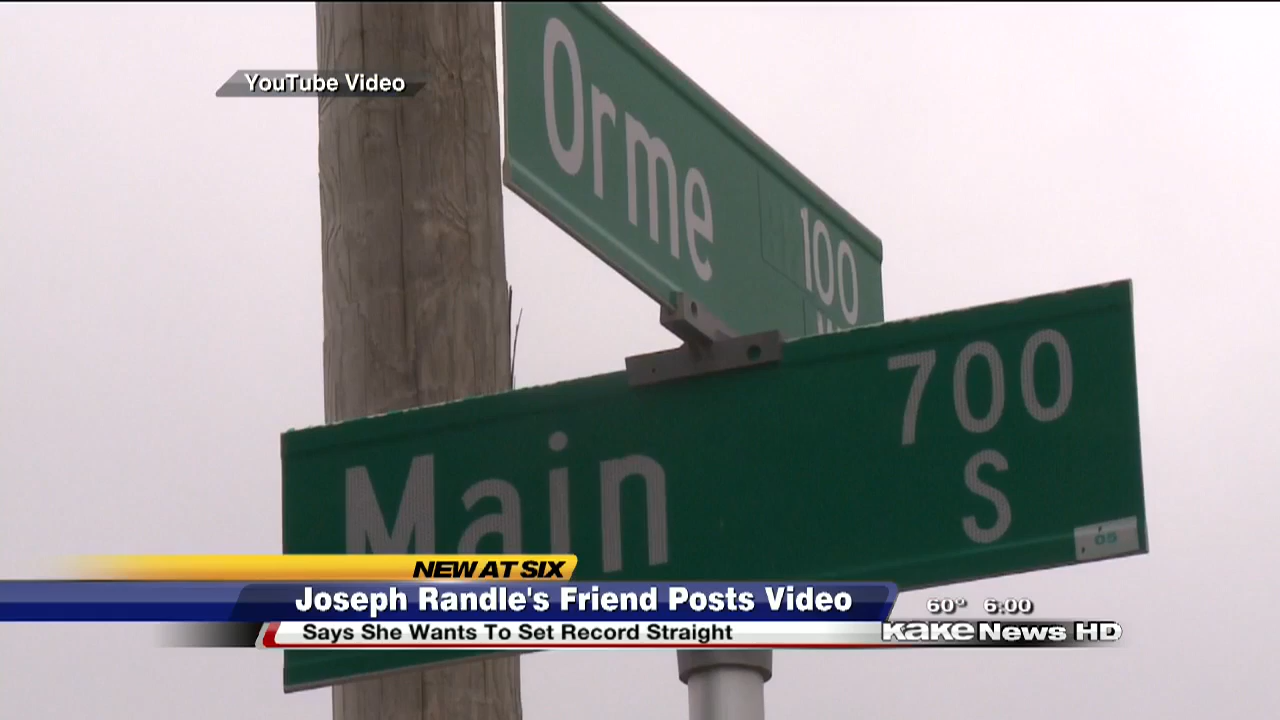 YouTube Video
Orme
100
Main
700
S
05
NEW AT SIX
Joseph Randle's Friend Posts Video
Says She Wants To Set Record Straight
60° 6:00
KAKE NEWS HD